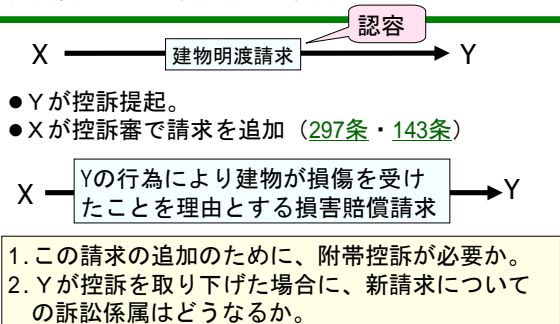 認容
X 建物明渡請求 Y
●Yが控訴提起。
●Xが控訴審で請求を追加（297条・143条）
X Yの行為により建物が損傷を受け Y
たことを理由とする損害賠償請求
1.この請求の追加のために、附帯控訴が必要か。
2.Yが控訴を取り下げた場合に、新請求について
の訴訟係属はどうなるか。